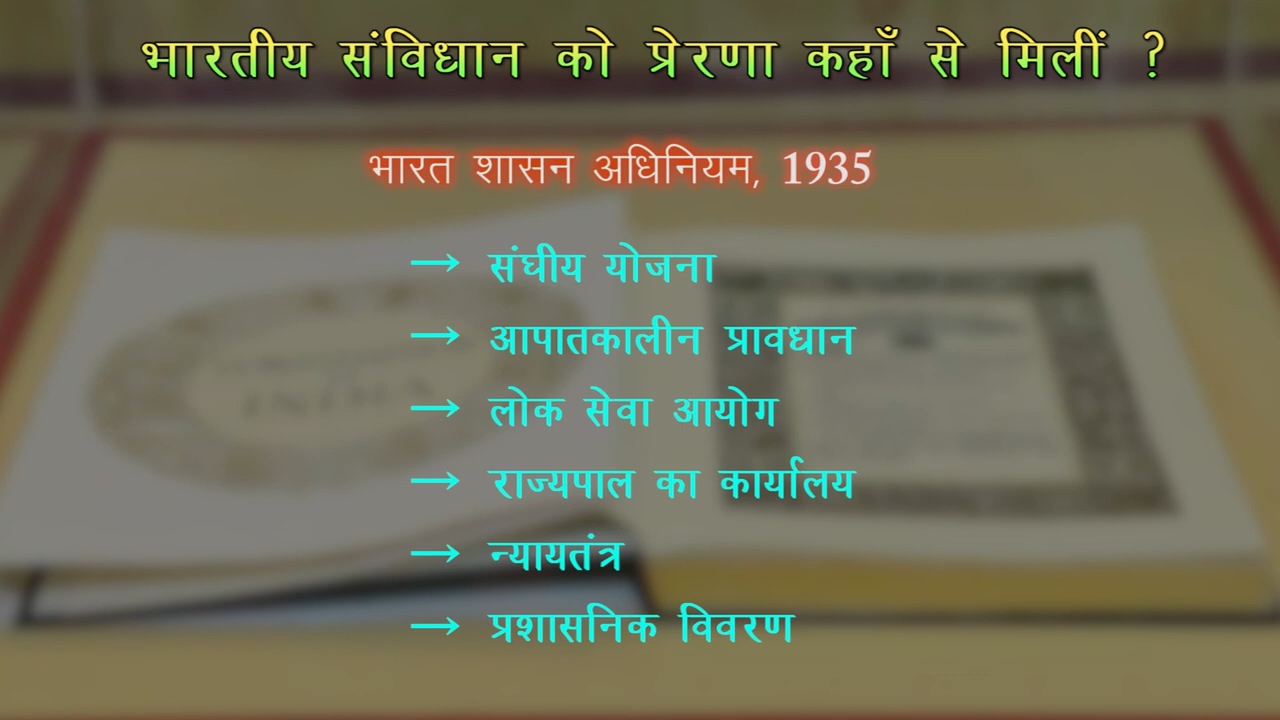 भारतीय संविधान को प्रेरणा कहाँ से मिलीं ?
भारत शासन अधिनियम, 1935
→ संघीय योजना
→ आपातकालीन प्रावधान
→ लोक सेवा आयोग
→ राज्यपाल का कार्यालय
→ न्यायतंत्र
→ प्रशासनिक विवरण